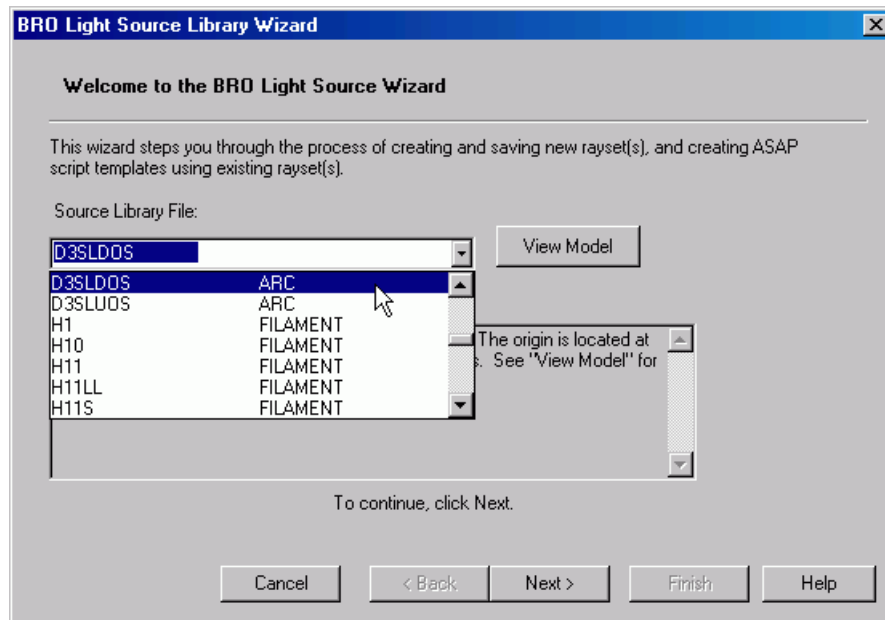 BRO Light Source Library Wizard
Welcome to the BRO Light Source Wizard
This wizard steps you through the process of creating and saving new rayset(s), and creating ASAP
script templates using existing rayset(s).
Source Library File:
D3SLDOS
View Model
D3SLDOS ARC
D3SLUOS ARC
H1 FILAMENT
H10 FILAMENT
H11 FILAMENT
H11LL FILAMENT
H11S FILAMENT
The origin is located at
s. See "View Model" for
To continue, click Next.
Cancel
< Back
Next >
Finish
Help